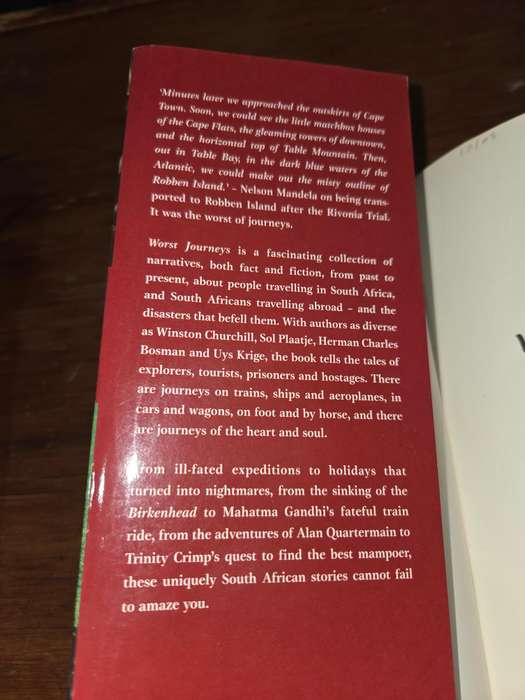 'Minutes later we approached the outskirts of Cape
Town. Soon, we could see the little matchbox houses
of the Cape Flats, the gleaming towers of downtown,
and the horizontal top of Table Mountain. Then,
out in Table Bay, in the dark blue waters of the
Atlantic, we could make out the misty outline of
Robben Island.' – Nelson Mandela on being trans-
ported to Robben Island after the Rivonia Trial.
It was the worst of journeys.
Worst Journeys is a fascinating collection of
narratives, both fact and fiction, from past to
present, about people travelling in South Africa,
and South Africans travelling abroad – and the
disasters that befell them. With authors as diverse
as Winston Churchill, Sol Plaatje, Herman Charles
Bosman and Uys Krige, the book tells the tales of
explorers, tourists, prisoners and hostages. There
are journeys on trains, ships and aeroplanes, in
cars and wagons, on foot and by horse, and there
are journeys of the heart and soul.
From ill-fated expeditions to holidays that
turned into nightmares, from the sinking of the
Birkenhead to Mahatma Gandhi's fateful train
ride, from the adventures of Alan Quartermain to
Trinity Crimp's quest to find the best mampoer,
these uniquely South African stories cannot fail
to amaze you.